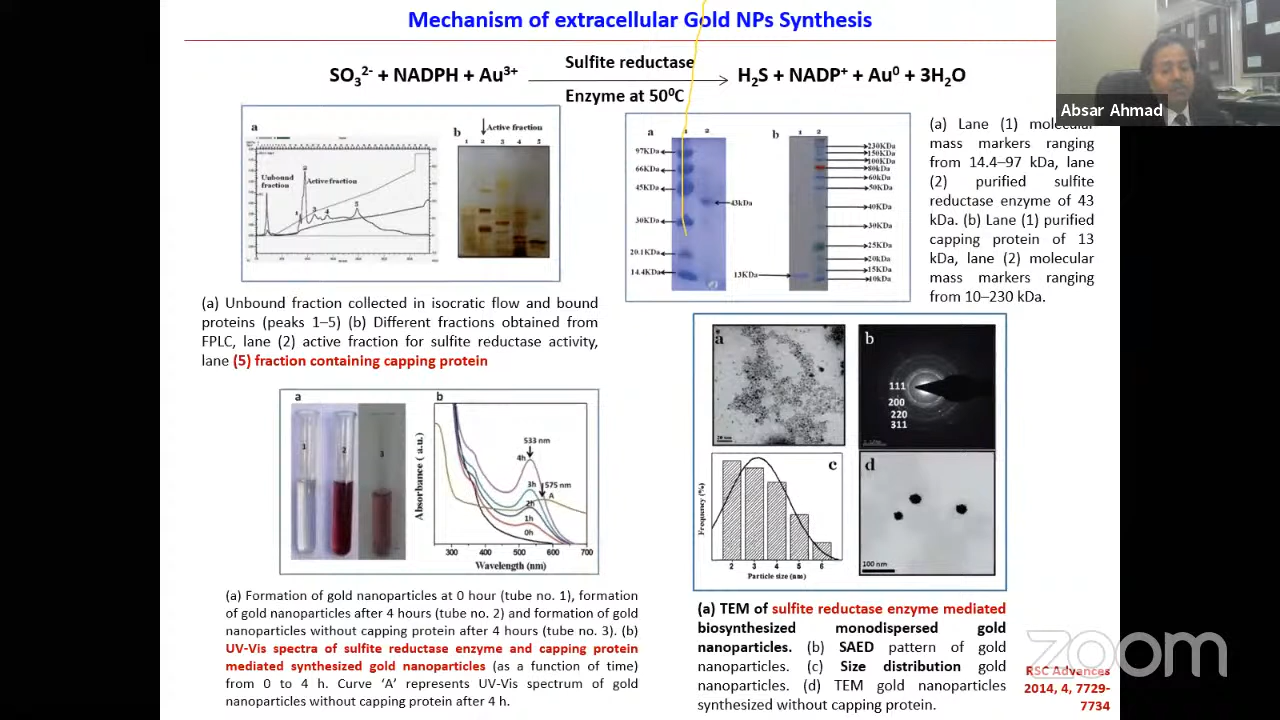 Mechanism of extracellular Gold NPs Synthesis
SO₃²⁻ + NADPH + Au³⁺
Sulfite reductase
Enzyme at 50⁰C
H₂S + NADP⁺ + Au⁰ + 3H₂O
Absar Ahmad
a
Unbound
fraction
Active fraction
1
2
3
4
5
b
Active fraction
1 2 3 4 5
a
1 2
97KDa
66KDa
45KDa
30KDa
20.1KDa
14.4KDa
43kDa
b
1 2
13KDa
230KDa
150KDa
100KDa
80kDa
60kDa
50KDa
40KDa
30KDa
25KDa
20kDa
15KDa
10kDa
(a) Lane (1) molecular
mass markers ranging
from 14.4–97 kDa, lane
(2) purified sulfite
reductase enzyme of 43
kDa. (b) Lane (1) purified
capping protein of 13
kDa, lane (2) molecular
mass markers ranging
from 10–230 kDa.
(a) Unbound fraction collected in isocratic flow and bound
proteins (peaks 1–5) (b) Different fractions obtained from
FPLC, lane (2) active fraction for sulfite reductase activity,
lane (5) fraction containing capping protein
a
1
2
3
b
Absorbance ( a.u.)
533 nm
4h
3h
575 nm
A
2h
1h
0h
300 400 500 600 700
Wavelength (nm)
a
20 nm
b
111
200
220
311
c
Frequency (%)
2 3 4 5 6
Particle size (nm)
d
100 nm
(a) Formation of gold nanoparticles at 0 hour (tube no. 1), formation
of gold nanoparticles after 4 hours (tube no. 2) and formation of gold
nanoparticles without capping protein after 4 hours (tube no. 3). (b)
UV-Vis spectra of sulfite reductase enzyme and capping protein
mediated synthesized gold nanoparticles (as a function of time)
from 0 to 4 h. Curve 'A' represents UV-Vis spectrum of gold
nanoparticles without capping protein after 4 h.
(a) TEM of sulfite reductase enzyme mediated
biosynthesized monodispersed gold
nanoparticles. (b) SAED pattern of gold
nanoparticles. (c) Size distribution gold
nanoparticles. (d) TEM gold nanoparticles
synthesized without capping protein.
RSC Advances
2014, 4, 7729-
7734
zoom